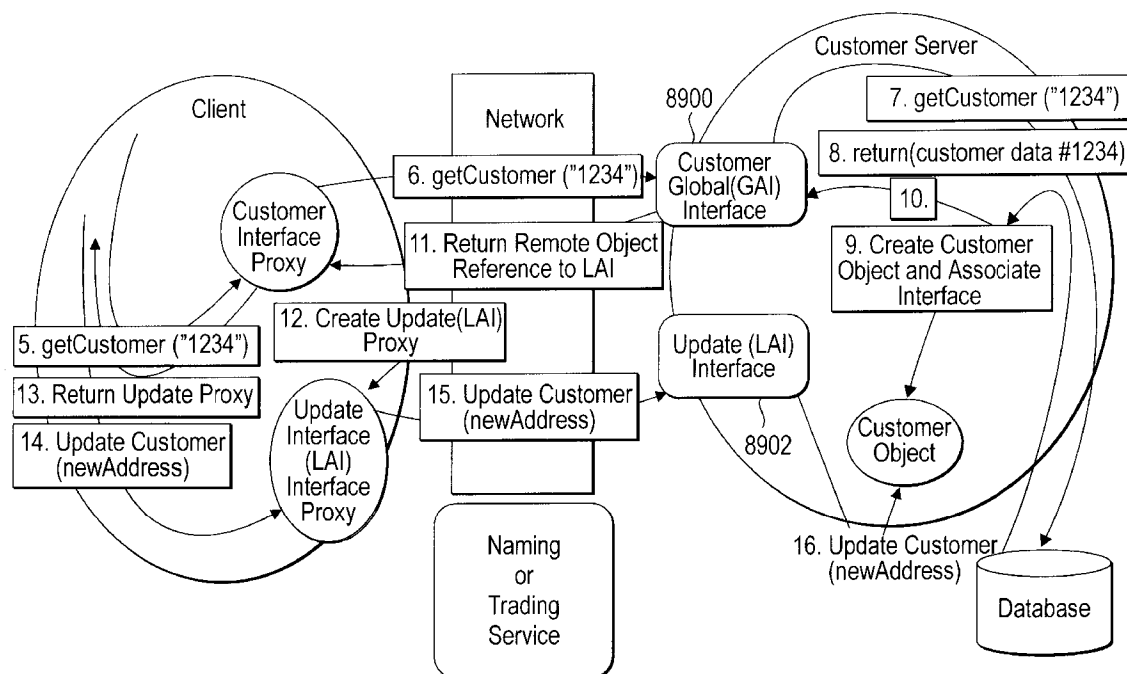 Customer Server
8900
7. getCustomer ("1234")
Client
Network
8. return(customer data #1234)
6. getCustomer ("1234")
Customer
Global(GAI)
Interface
10.
Customer
Interface
Proxy
11. Return Remote Object
Reference to LAI
9. Create Customer
Object and Associate
Interface
12. Create Update(LAI)
Proxy
5. getCustomer ("1234")
Update (LAI)
Interface
13. Return Update Proxy
15. Update Customer
(newAddress)
14. Update Customer
(newAddress)
Update
Interface
(LAI)
Interface
Proxy
8902
Customer
Object
Naming
or
Trading
Service
16. Update Customer
(newAddress)
Database